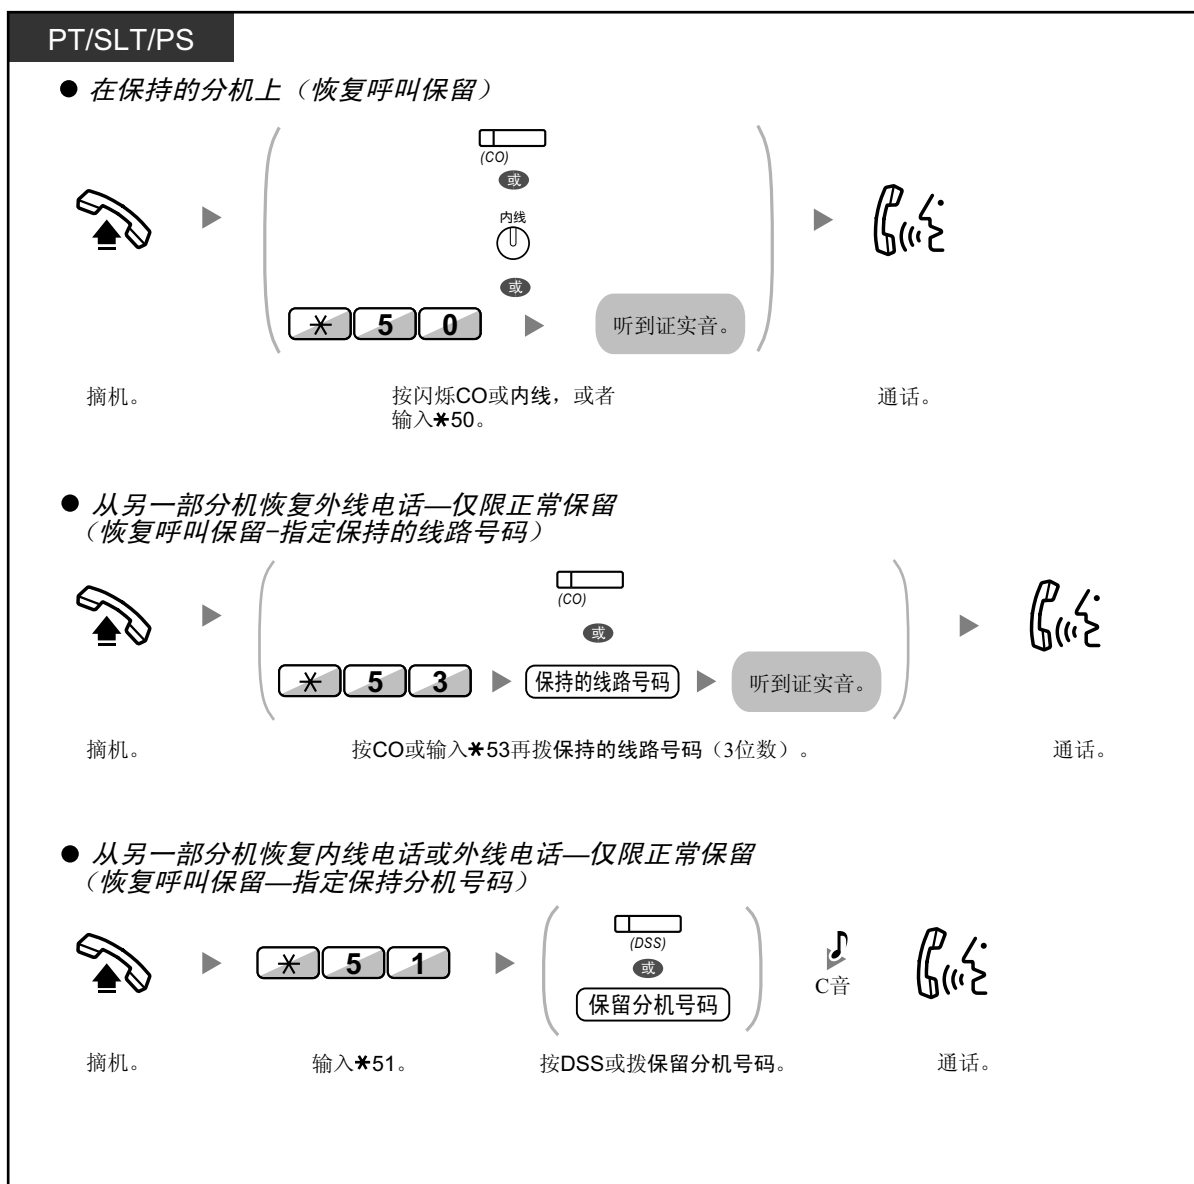 PT/SLT/PS
● 在保持的分机上（恢复呼叫保留）
(CO)
或
内线
或
✱ 5 0
听到证实音。
摘机。
按闪烁CO或内线，或者
输入✱50。
通话。
● 从另一部分机恢复外线电话—仅限正常保留
（恢复呼叫保留-指定保持的线路号码）
(CO)
或
✱ 5 3 保持的线路号码 听到证实音。
摘机。
按CO或输入✱53再拨保持的线路号码（3位数）。
通话。
● 从另一部分机恢复内线电话或外线电话—仅限正常保留
（恢复呼叫保留—指定保持分机号码）
✱ 5 1
(DSS)
或
保留分机号码
C音
摘机。
输入✱51。
按DSS或拨保留分机号码。
通话。